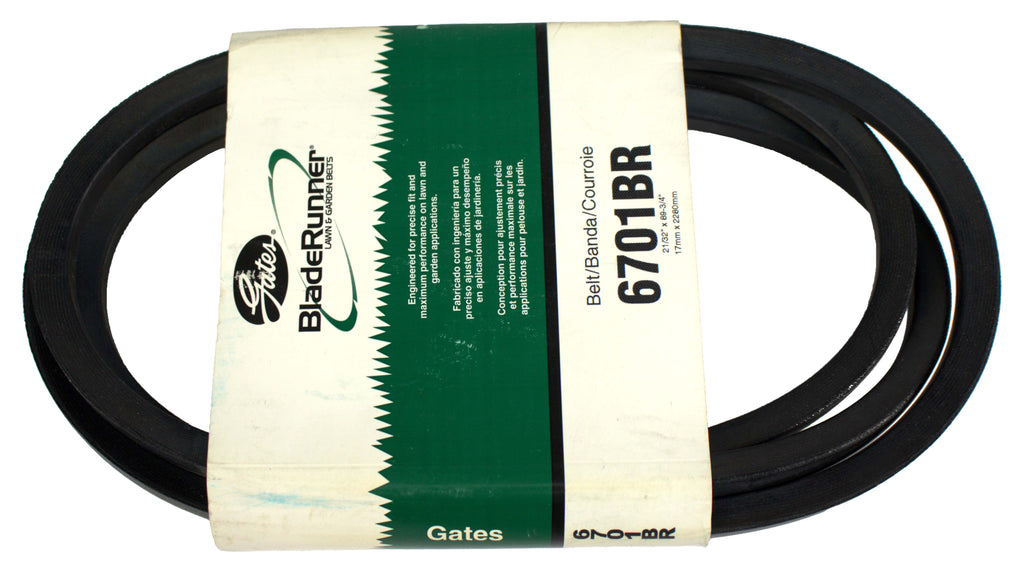 Gates®
BladeRunner®
LAWN & GARDEN BELTS
Engineered for precise fit and
maximum performance on lawn and
garden applications.
Fabricado con ingeniería para un
preciso ajuste y máximo desempeño
en aplicaciones de jardinería.
Conception pour ajustement précis
et performance maximale sur les
applications pour pelouse et jardin.
Gates
Belt/Banda/Courroie
6701BR
21/32" x 89-3/4"
17mm x 2280mm
6701BR